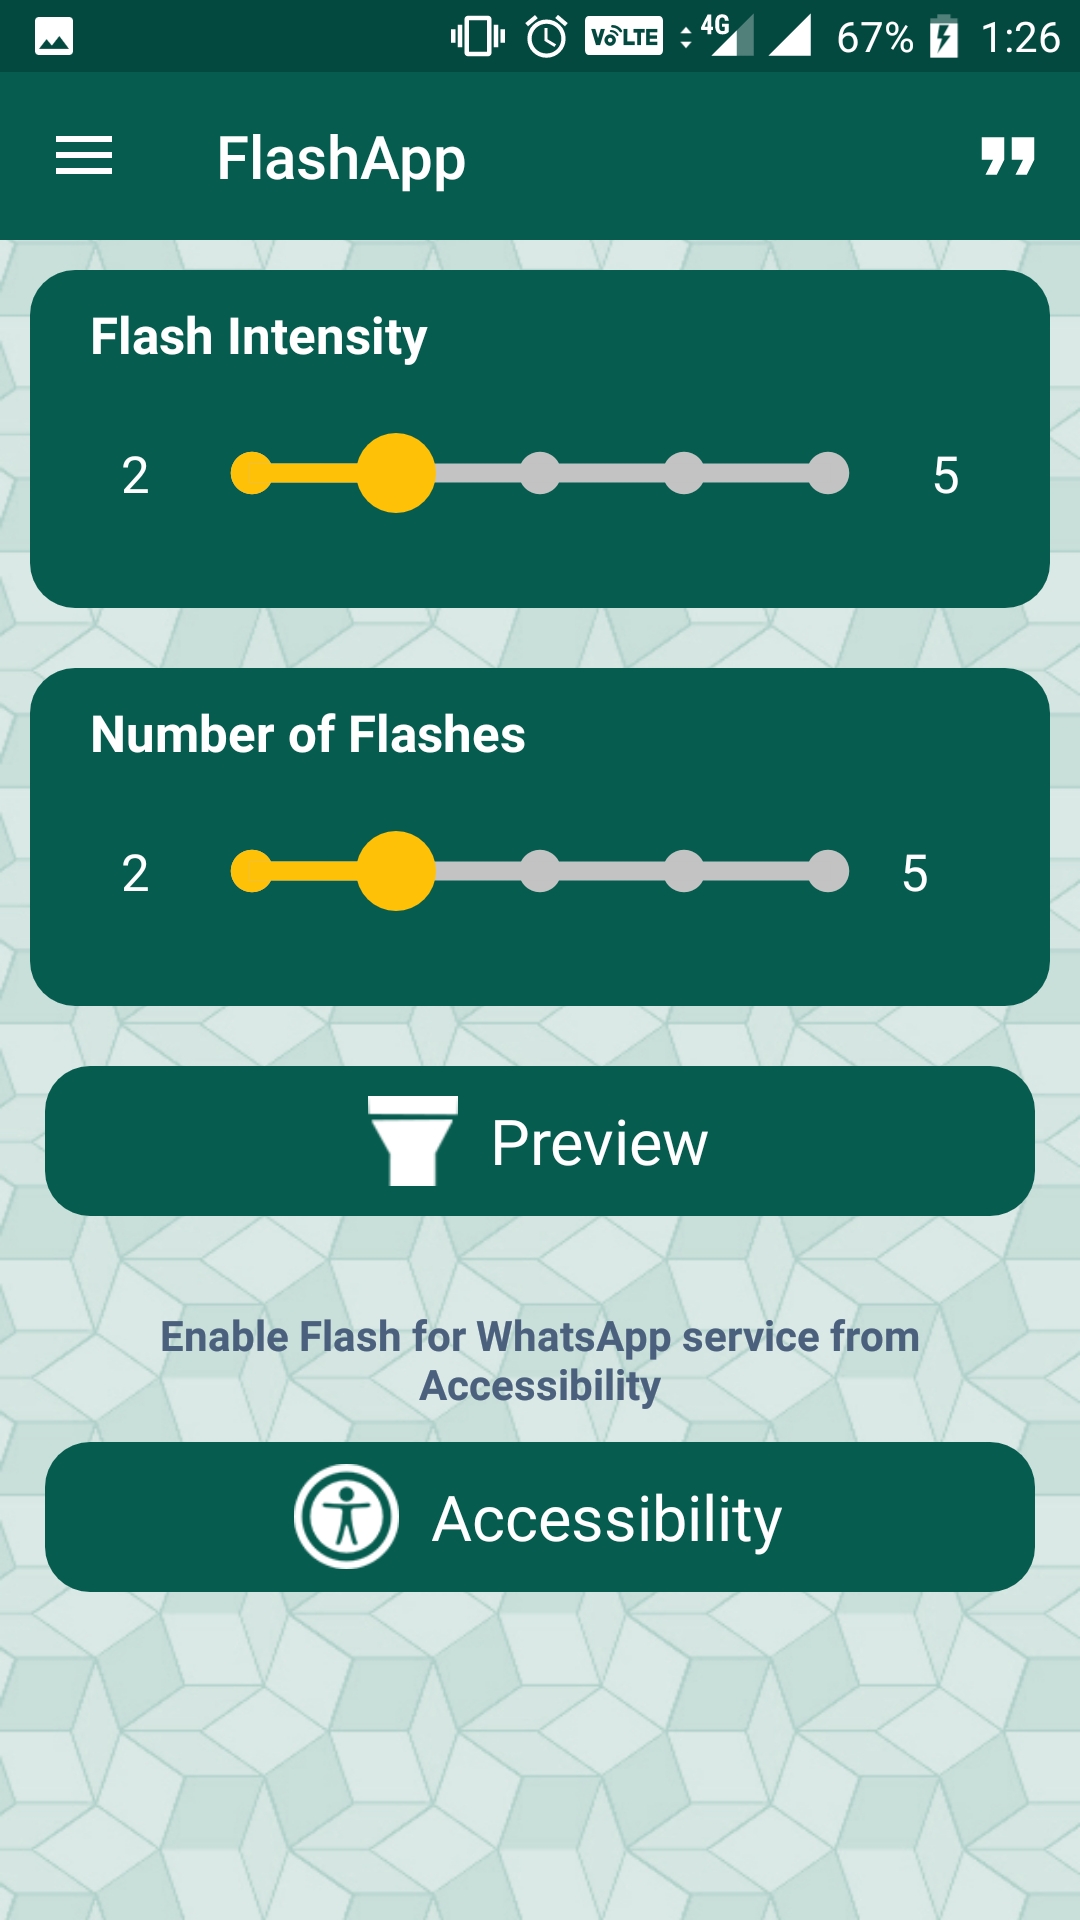 VoLTE 4G 67% 1:26
FlashApp
Flash Intensity
2 5
Number of Flashes
2 5
Preview
Enable Flash for WhatsApp service from
Accessibility
Accessibility